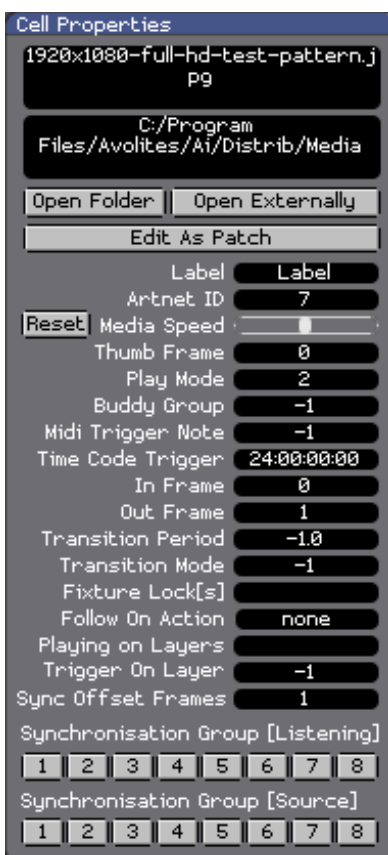 Cell Properties
1920x1080-full-hd-test-pattern.j
pg
C:/Program
Files/Avolites/Ai/Distrib/Media
Open Folder Open Externally
Edit As Patch
Label Label
Artnet ID 7
Reset Media Speed
Thumb Frame 0
Play Mode 2
Buddy Group -1
Midi Trigger Note -1
Time Code Trigger 24:00:00:00
In Frame 0
Out Frame 1
Transition Period -1.0
Transition Mode -1
Fixture Lock[s]
Follow On Action none
Playing on Layers
Trigger On Layer -1
Sync Offset Frames 1
Synchronisation Group [Listening]
1 2 3 4 5 6 7 8
Synchronisation Group [Source]
1 2 3 4 5 6 7 8